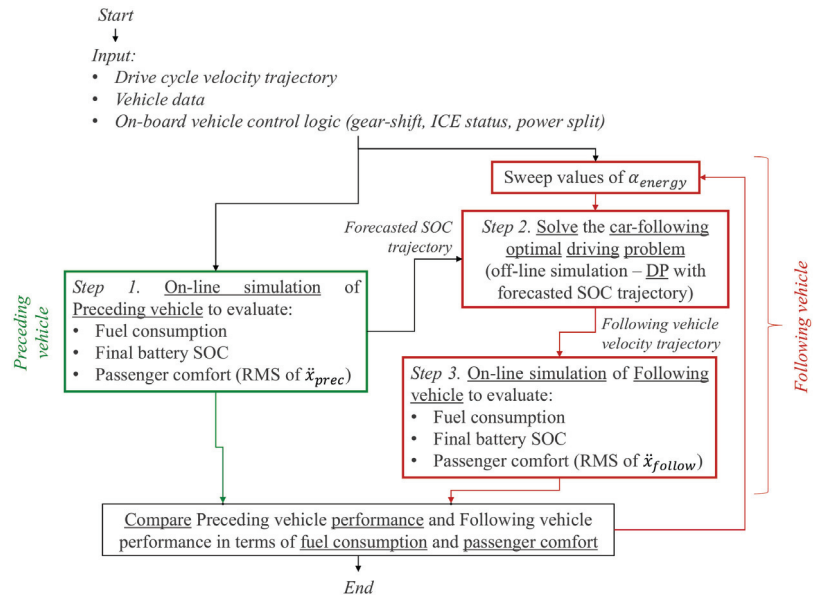 Start
Input:
• Drive cycle velocity trajectory
• Vehicle data
• On-board vehicle control logic (gear-shift, ICE status, power split)
Sweep values of α_energy
Forecasted SOC
trajectory
Step 2. Solve the car-following
optimal driving problem
(off-line simulation – DP with
forecasted SOC trajectory)
Preceding
vehicle
Step 1. On-line simulation of
Preceding vehicle to evaluate:
• Fuel consumption
• Final battery SOC
• Passenger comfort (RMS of ẍ_prec)
Following vehicle
velocity trajectory
Step 3. On-line simulation of Following
vehicle to evaluate:
• Fuel consumption
• Final battery SOC
• Passenger comfort (RMS of ẍ_follow)
Following vehicle
Compare Preceding vehicle performance and Following vehicle
performance in terms of fuel consumption and passenger comfort
End